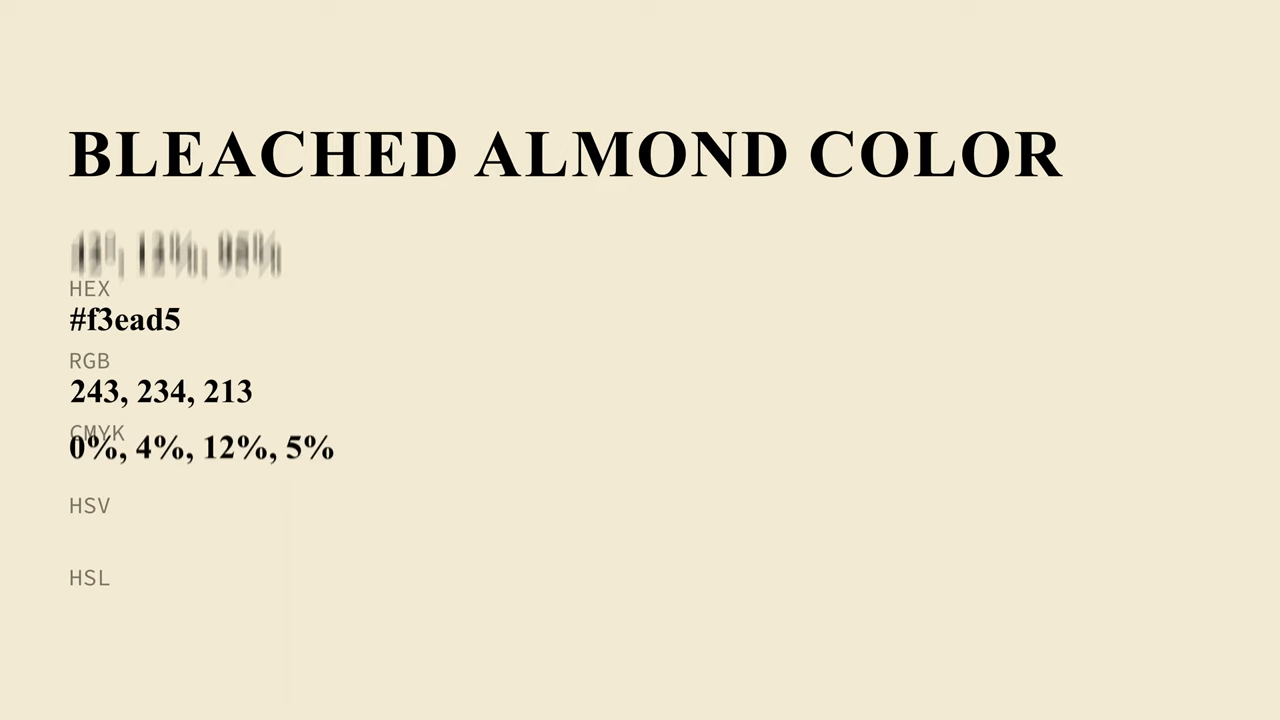 BLEACHED ALMOND COLOR
HEX
#f3ead5
RGB
243, 234, 213
CMYK
0%, 4%, 12%, 5%
HSV
HSL